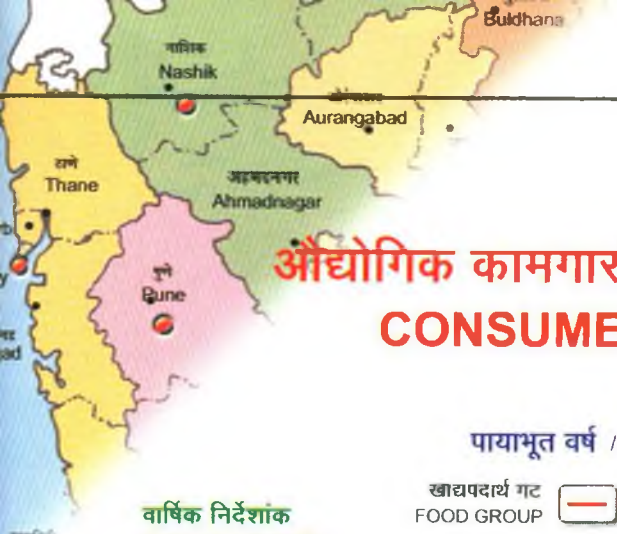 Buldhana
नाशिक
Nashik
Aurangabad
ठाणे
Thane
अहमदनगर
Ahmadnagar
पुणे
Pune
औद्योगिक कामगार
CONSUME
पायाभूत वर्ष /
खाद्यपदार्थ गट
FOOD GROUP
वार्षिक निर्देशांक